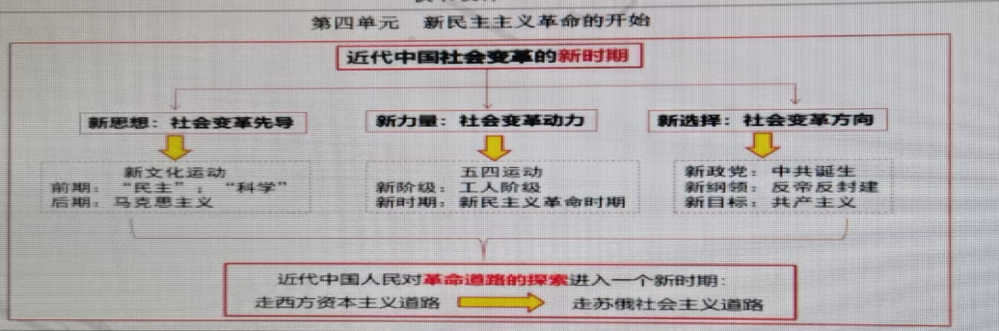 第四单元 新民主主义革命的开始
近代中国社会变革的新时期
新思想：社会变革先导
新力量：社会变革动力
新选择：社会变革方向
新文化运动
前期：“民主”；“科学”
后期：马克思主义
五四运动
新阶级：工人阶级
新时期：新民主义革命时期
新政党：中共诞生
新纲领：反帝反封建
新目标：共产主义
近代中国人民对革命道路的探索进入一个新时期：
走西方资本主义道路
走苏俄社会主义道路